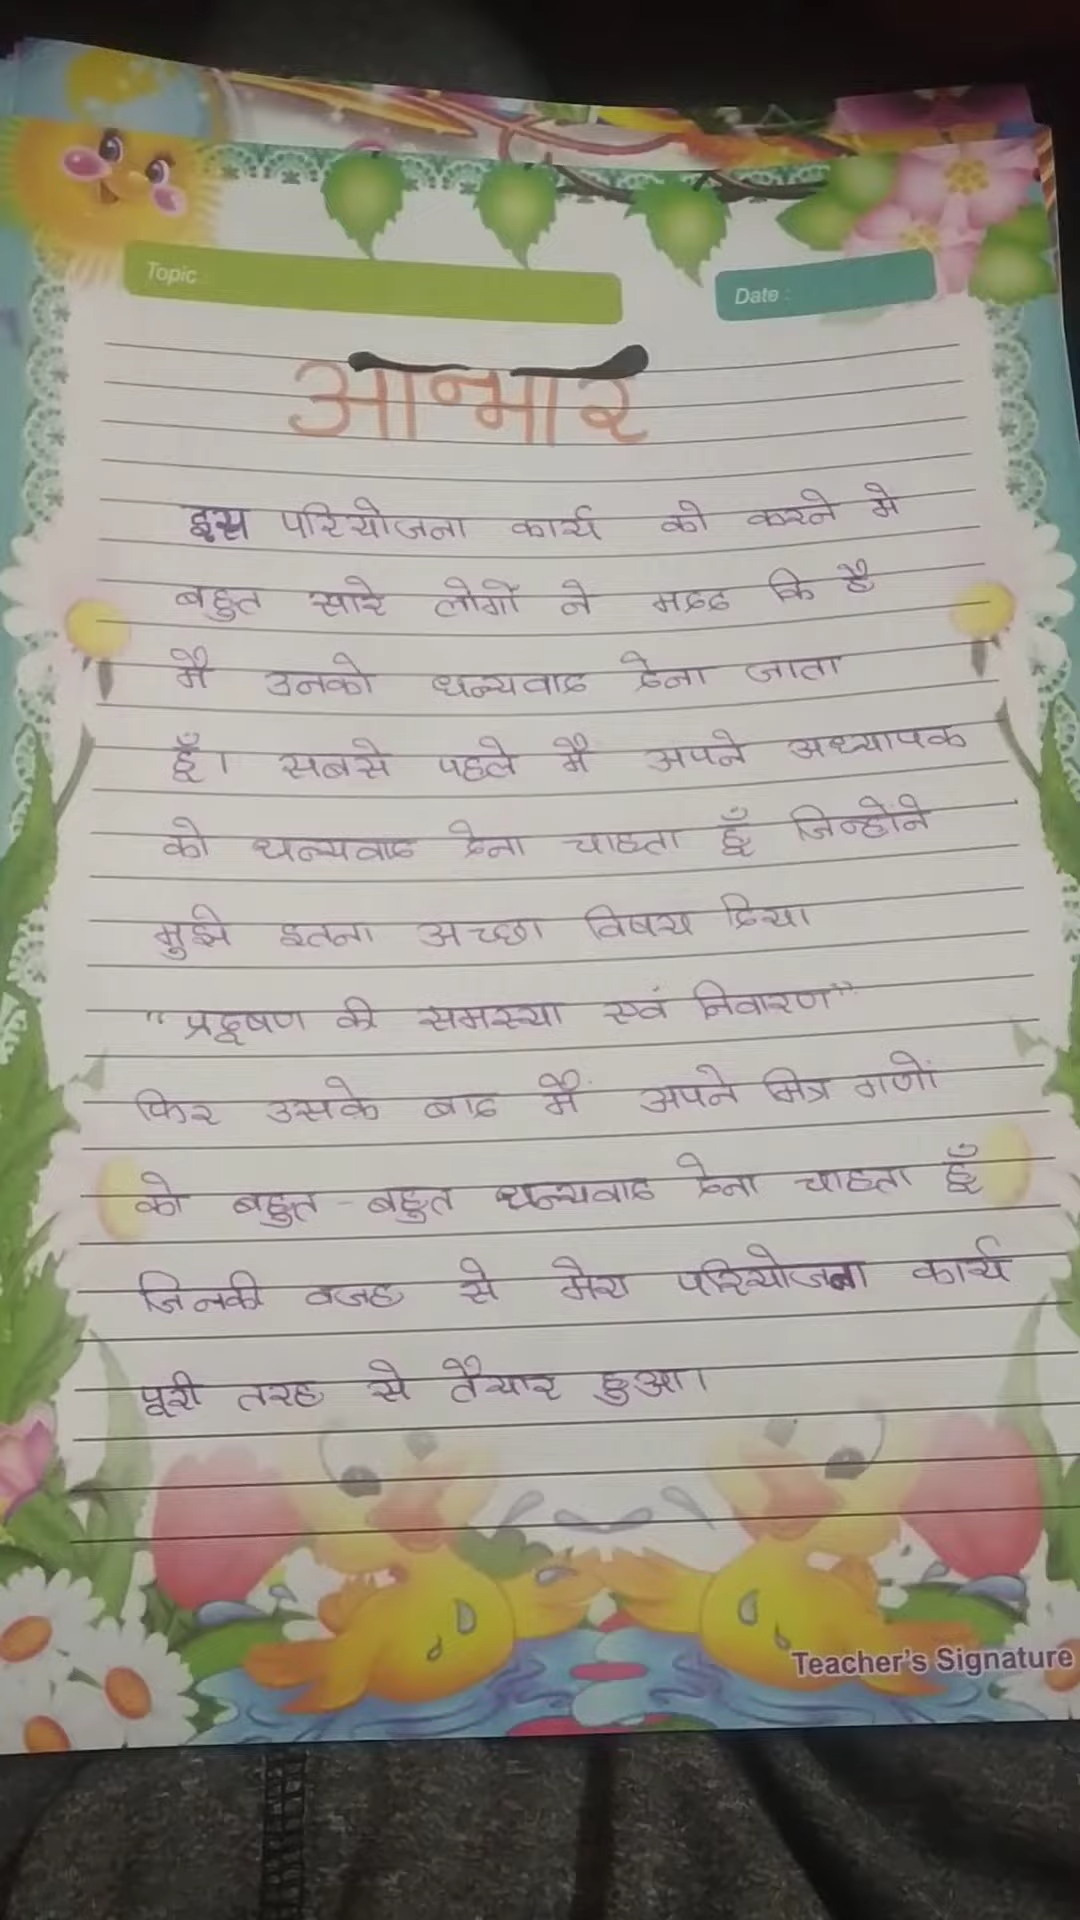 Topic :
Date :
आभार
इस परियोजना कार्य को करने मे
बहुत सारे लोगों ने मदद कि है
मै उनको धन्यवाद देना जाता
हूँ। सबसे पहले मैं अपने अध्यापक
को धन्यवाद देना चाहता हूँ जिन्होंने
मुझे इतना अच्छा विषय दिया
"प्रदूषण की समस्या एवं निवारण"
फिर उसके बाद मैं अपने मित्र गणों
को बहुत - बहुत धन्यवाद देना चाहता हूँ
जिनकी वजह से मेरा परियोजना कार्य
पूरी तरह से तैयार हुआ।
Teacher's Signature